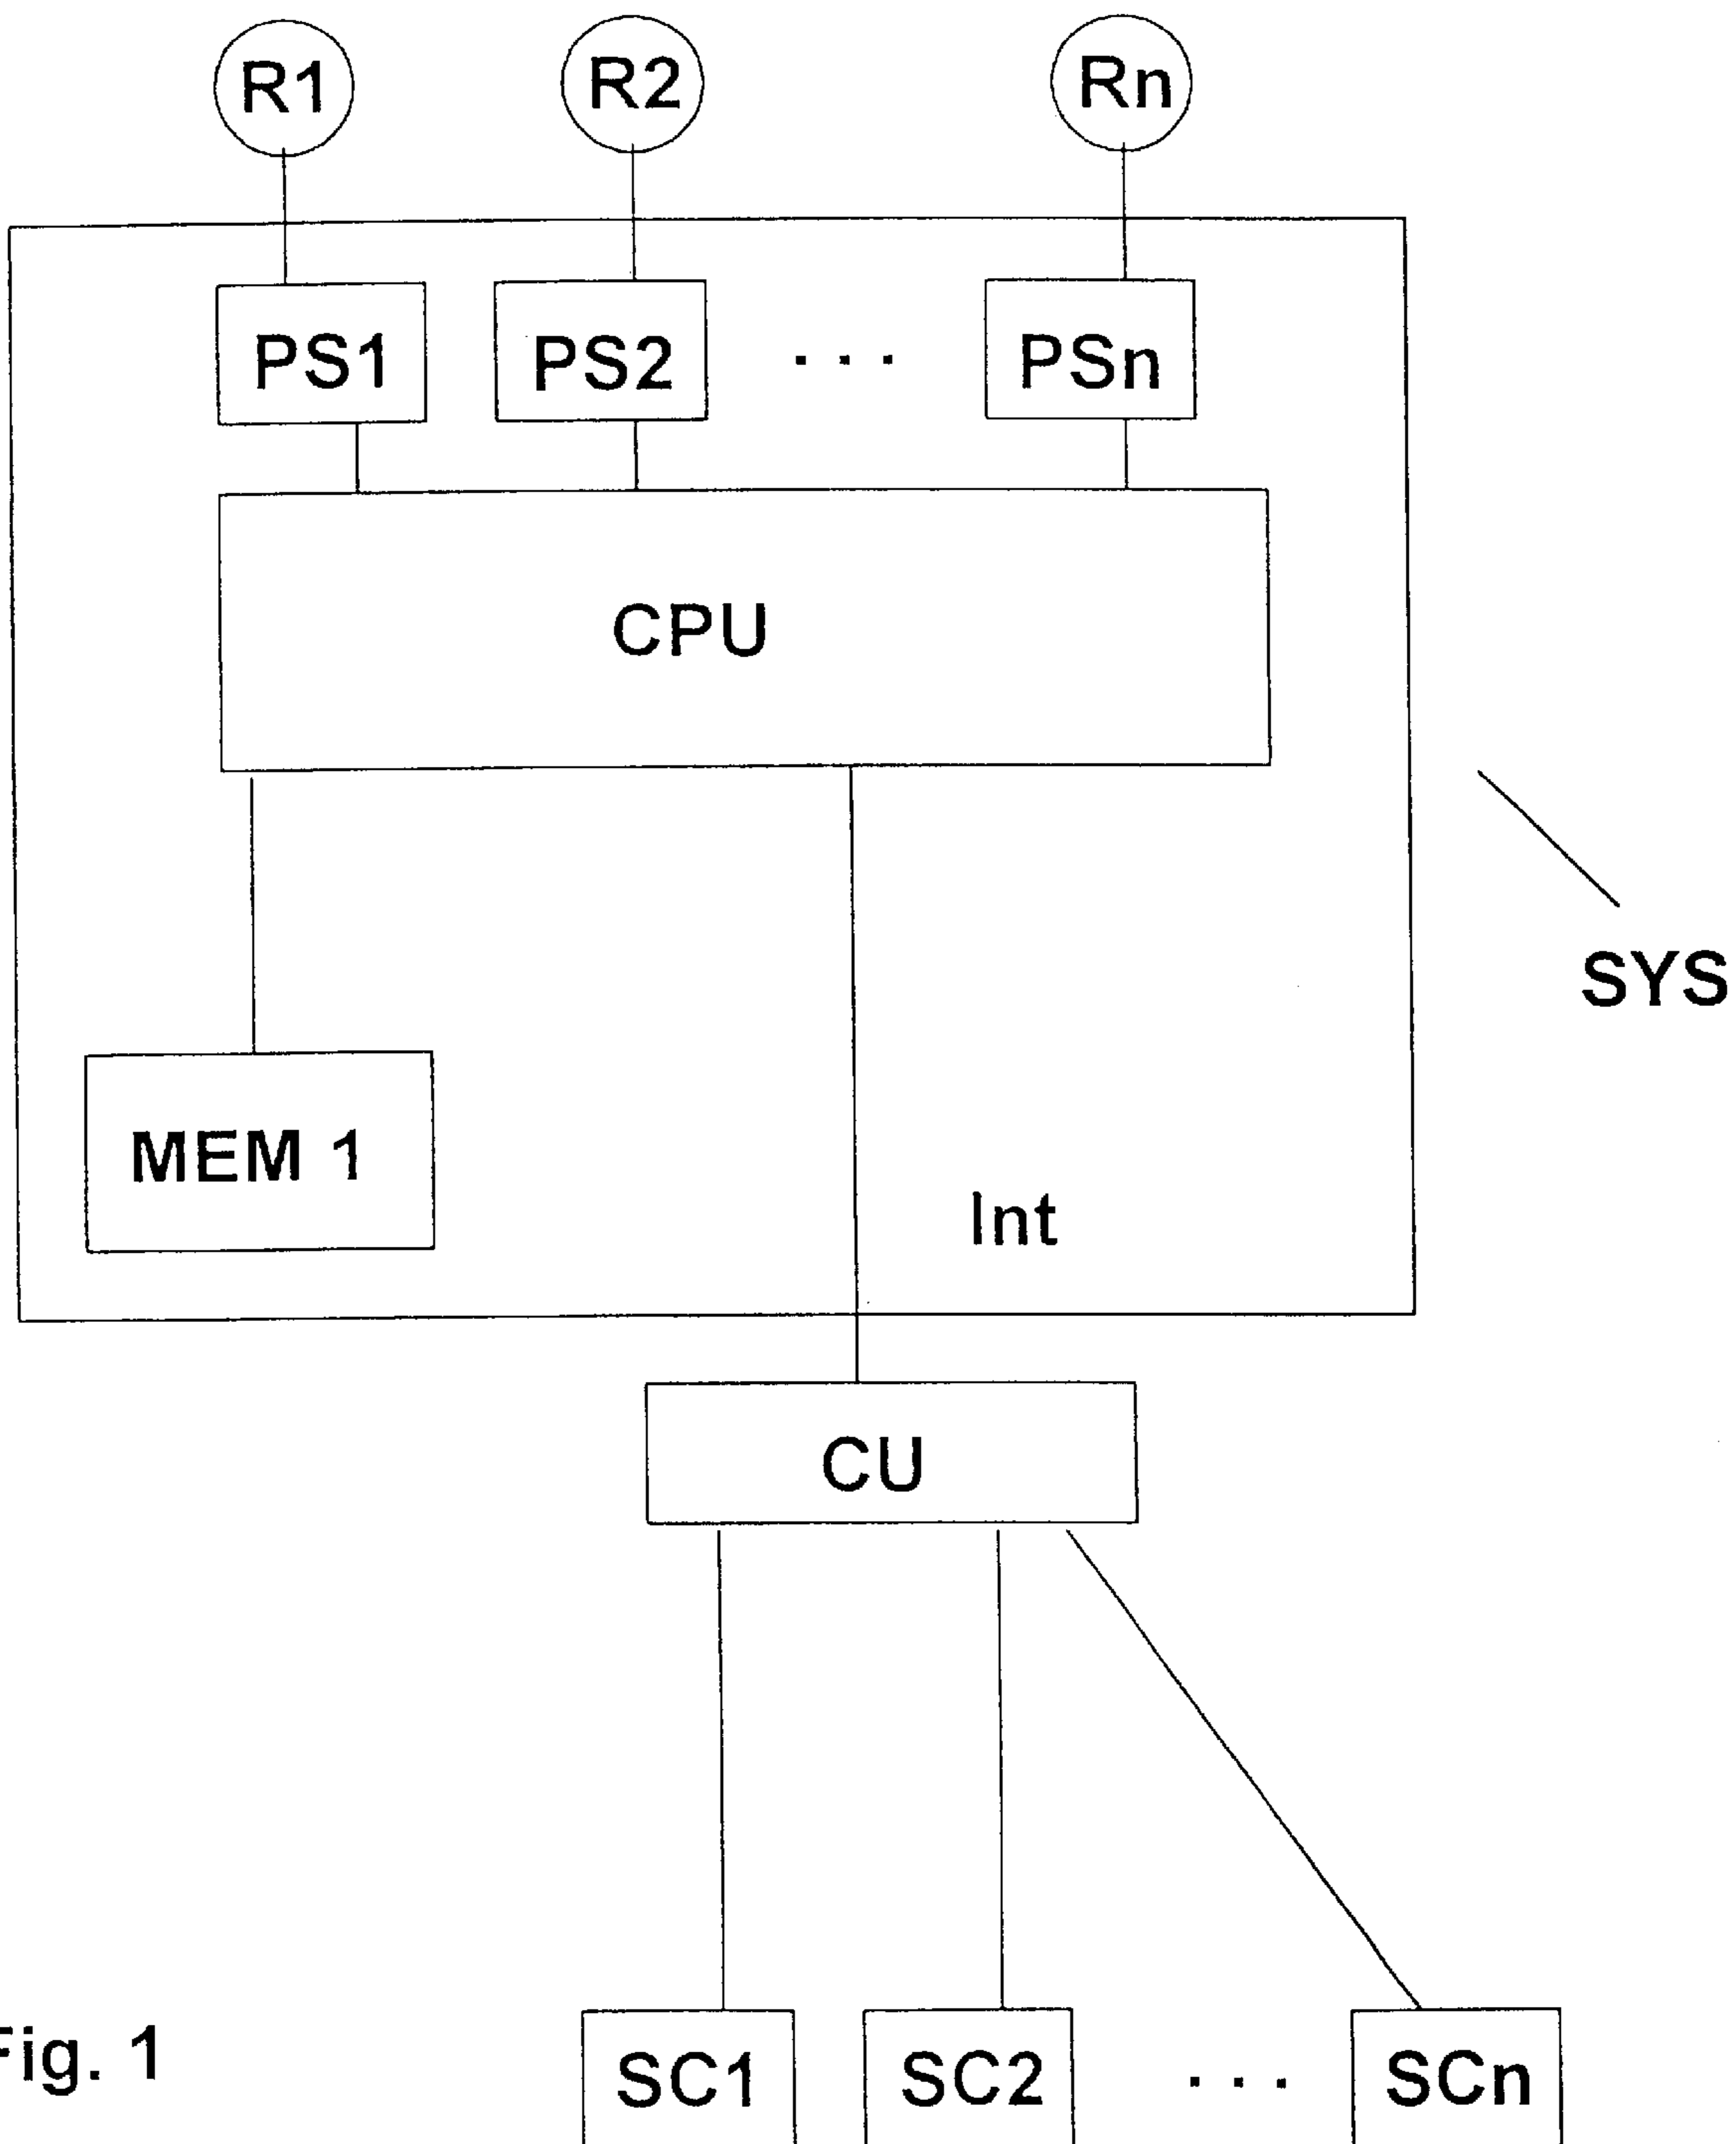 R1 R2 Rn
PS1 PS2 ... PSn
CPU
SYS
MEM 1
Int
CU
Fig. 1
SC1 SC2 ... SCn